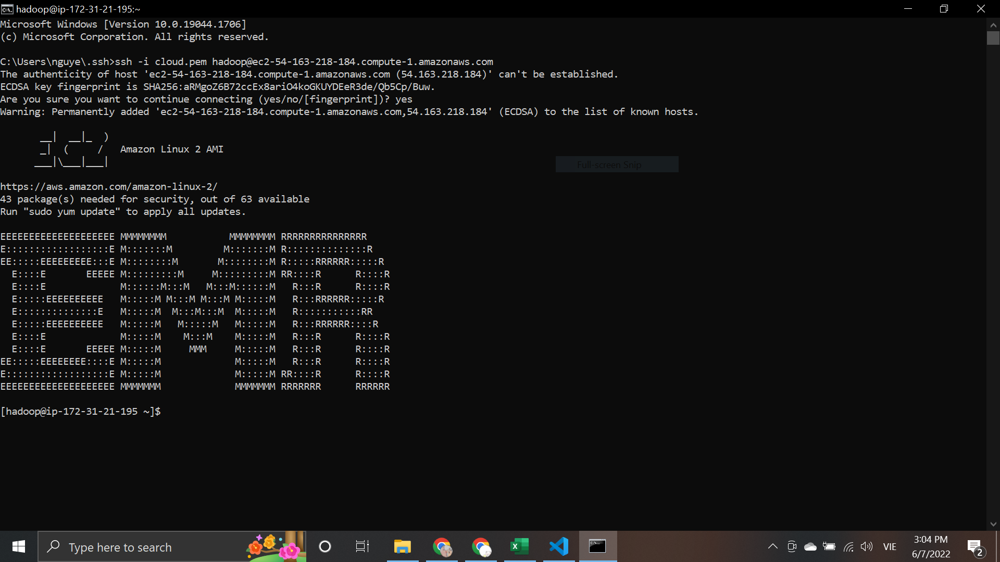 hadoop@ip-172-31-21-195:~
Microsoft Windows [Version 10.0.19044.1706]
(c) Microsoft Corporation. All rights reserved.
C:\Users\nguye\.ssh>ssh -i cloud.pem hadoop@ec2-54-163-218-184.compute-1.amazonaws.com
The authenticity of host 'ec2-54-163-218-184.compute-1.amazonaws.com (54.163.218.184)' can't be established.
ECDSA key fingerprint is SHA256:aRMgoZ6B72ccEx8ariO4koGKUYDEeR3de/Qb5Cp/Buw.
Are you sure you want to continue connecting (yes/no/[fingerprint])? yes
Warning: Permanently added 'ec2-54-163-218-184.compute-1.amazonaws.com,54.163.218.184' (ECDSA) to the list of known hosts.
       __|  __|_  )
       _|  (     /   Amazon Linux 2 AMI
      ___|\___|___|
Full-screen Snip
https://aws.amazon.com/amazon-linux-2/
43 package(s) needed for security, out of 63 available
Run "sudo yum update" to apply all updates.
EEEEEEEEEEEEEEEEEEEE MMMMMMMM           MMMMMMMM RRRRRRRRRRRRRRR
E::::::::::::::::::E M:::::::M         M:::::::M R::::::::::::::R
EE:::::EEEEEEEEE:::E M::::::::M       M::::::::M R:::::RRRRRR:::::R
  E::::E       EEEEE M:::::::::M     M:::::::::M RR::::R      R::::R
  E::::E             M::::::M:::M   M:::M::::::M   R:::R      R::::R
  E:::::EEEEEEEEEE   M:::::M M:::M M:::M M:::::M   R:::RRRRRR:::::R
  E::::::::::::::E   M:::::M  M:::M:::M  M:::::M   R:::::::::::RR
  E:::::EEEEEEEEEE   M:::::M   M:::::M   M:::::M   R:::RRRRRR::::R
  E::::E             M:::::M    M:::M    M:::::M   R:::R      R::::R
  E::::E       EEEEE M:::::M     MMM     M:::::M   R:::R      R::::R
EE:::::EEEEEEEE::::E M:::::M             M:::::M   R:::R      R::::R
E::::::::::::::::::E M:::::M             M:::::M RR::::R      R::::R
EEEEEEEEEEEEEEEEEEEE MMMMMMM             MMMMMMM RRRRRRR      RRRRRR
[hadoop@ip-172-31-21-195 ~]$
Type here to search
VIE
3:04 PM
6/7/2022
2